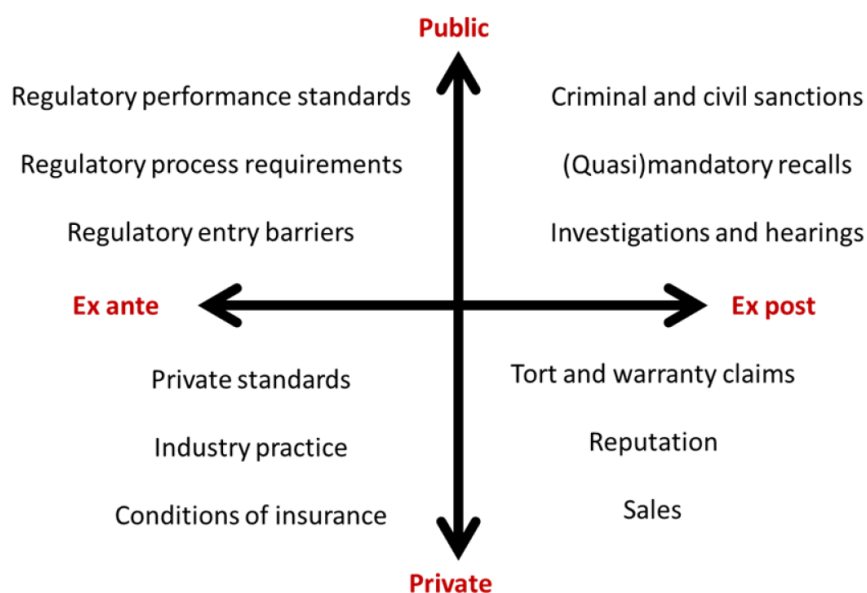 Public
Regulatory performance standards
Criminal and civil sanctions
Regulatory process requirements
(Quasi)mandatory recalls
Regulatory entry barriers
Investigations and hearings
Ex ante
Ex post
Private standards
Tort and warranty claims
Industry practice
Reputation
Conditions of insurance
Sales
Private